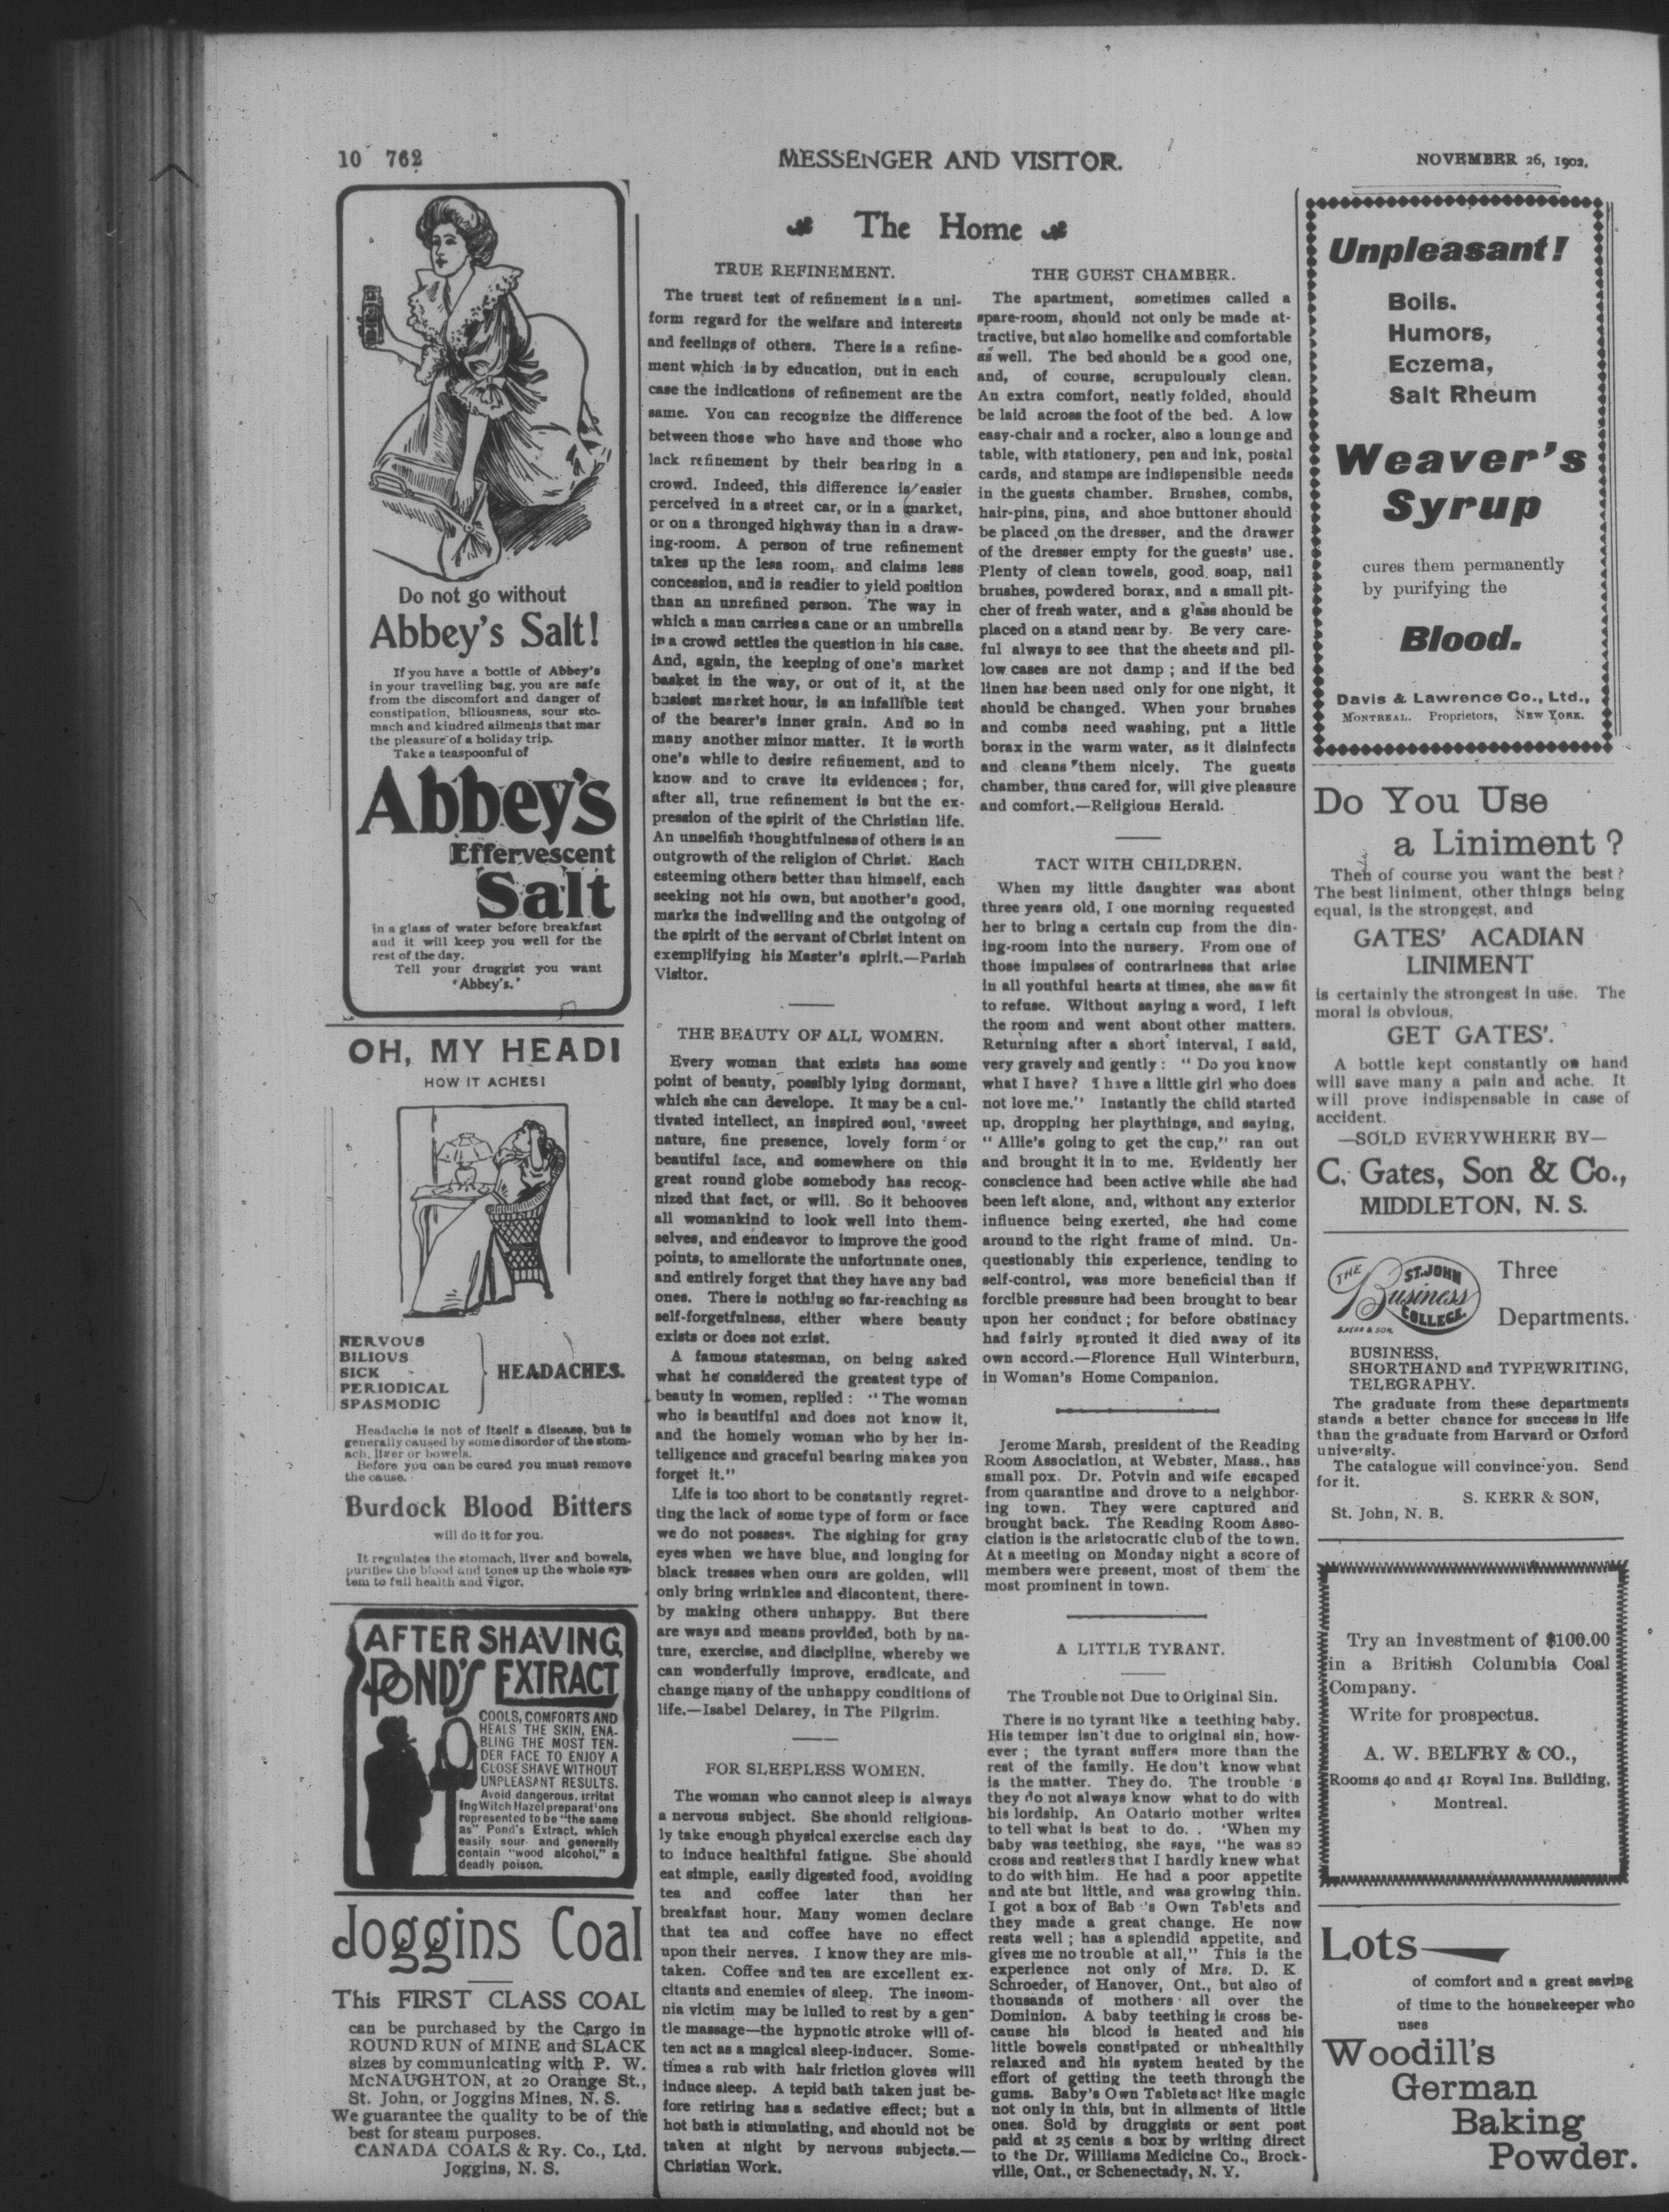 10 762
MESSENGER AND VISITOR.
NOVEMBER 26, 1902.
Do not go without
Abbey's Salt!
If you have a bottle of Abbey's
in your travelling bag, you are safe
from the discomfort and danger of
constipation, biliousness, sour sto-
mach and kindred ailments that mar
the pleasure of a holiday trip.
Take a teaspoonful of
Abbey's
Effervescent
Salt
in a glass of water before breakfast
and it will keep you well for the
rest of the day.
Tell your druggist you want
'Abbey's.'
OH, MY HEAD!
HOW IT ACHES!
NERVOUS
BILIOUS
SICK
PERIODICAL
SPASMODIC
HEADACHES.
Headache is not of itself a disease, but is
generally caused by some disorder of the stom-
ach, liver or bowels.
Before you can be cured you must remove
the cause.
Burdock Blood Bitters
will do it for you.
It regulates the stomach, liver and bowels,
purifies the blood and tones up the whole sys-
tem to full health and vigor.
AFTER SHAVING
POND'S EXTRACT
COOLS, COMFORTS AND
HEALS THE SKIN, ENA-
BLING THE MOST TEN-
DER FACE TO ENJOY A
CLOSE SHAVE WITHOUT
UNPLEASANT RESULTS.
Avoid dangerous, irritat
ing Witch Hazel preparations
represented to be "the same
as" Pond's Extract, which
easily sour and generally
contain "wood alcohol," a
deadly poison.
Joggins Coal
This FIRST CLASS COAL
can be purchased by the Cargo in
ROUND RUN of MINE and SLACK
sizes by communicating with P. W.
McNAUGHTON, at 20 Orange St.,
St. John, or Joggins Mines, N. S.
We guarantee the quality to be of the
best for steam purposes.
CANADA COALS & Ry. Co., Ltd.
Joggins, N. S.
The Home
TRUE REFINEMENT.
The truest test of refinement is a uni-
form regard for the welfare and interests
and feelings of others. There is a refine-
ment which is by education, but in each
case the indications of refinement are the
same. You can recognize the difference
between those who have and those who
lack refinement by their bearing in a
crowd. Indeed, this difference is easier
perceived in a street car, or in a market,
or on a thronged highway than in a draw-
ing-room. A person of true refinement
takes up the less room, and claims less
concession, and is readier to yield position
than an unrefined person. The way in
which a man carries a cane or an umbrella
in a crowd settles the question in his case.
And, again, the keeping of one's market
basket in the way, or out of it, at the
busiest market hour, is an infallible test
of the bearer's inner grain. And so in
many another minor matter. It is worth
one's while to desire refinement, and to
know and to crave its evidences; for,
after all, true refinement is but the ex-
pression of the spirit of the Christian life.
An unselfish thoughtfulness of others is an
outgrowth of the religion of Christ. Each
esteeming others better than himself, each
seeking not his own, but another's good,
marks the indwelling and the outgoing of
the spirit of the servant of Christ intent on
exemplifying his Master's spirit.—Parish
Visitor.
THE BEAUTY OF ALL WOMEN.
Every woman that exists has some
point of beauty, possibly lying dormant,
which she can develope. It may be a cul-
tivated intellect, an inspired soul, sweet
nature, fine presence, lovely form or
beautiful face, and somewhere on this
great round globe somebody has recog-
nized that fact, or will. So it behooves
all womankind to look well into them-
selves, and endeavor to improve the good
points, to ameliorate the unfortunate ones,
and entirely forget that they have any bad
ones. There is nothing so far-reaching as
self-forgetfulness, either where beauty
exists or does not exist.
A famous statesman, on being asked
what he considered the greatest type of
beauty in women, replied: "The woman
who is beautiful and does not know it,
and the homely woman who by her in-
telligence and graceful bearing makes you
forget it."
Life is too short to be constantly regret-
ting the lack of some type of form or face
we do not possess. The sighing for gray
eyes when we have blue, and longing for
black tresses when ours are golden, will
only bring wrinkles and discontent, there-
by making others unhappy. But there
are ways and means provided, both by na-
ture, exercise, and discipline, whereby we
can wonderfully improve, eradicate, and
change many of the unhappy conditions of
life.—Isabel Delarey, in The Pilgrim.
FOR SLEEPLESS WOMEN.
The woman who cannot sleep is always
a nervous subject. She should religious-
ly take enough physical exercise each day
to induce healthful fatigue. She should
eat simple, easily digested food, avoiding
tea and coffee later than her
breakfast hour. Many women declare
that tea and coffee have no effect
upon their nerves. I know they are mis-
taken. Coffee and tea are excellent ex-
citants and enemies of sleep. The insom-
nia victim may be lulled to rest by a gen-
tle massage—the hypnotic stroke will of-
ten act as a magical sleep-inducer. Some-
times a rub with hair friction gloves will
induce sleep. A tepid bath taken just be-
fore retiring has a sedative effect; but a
hot bath is stimulating, and should not be
taken at night by nervous subjects.—
Christian Work.
THE GUEST CHAMBER.
The apartment, sometimes called a
spare-room, should not only be made at-
tractive, but also homelike and comfortable
as well. The bed should be a good one,
and, of course, scrupulously clean.
An extra comfort, neatly folded, should
be laid across the foot of the bed. A low
easy-chair and a rocker, also a lounge and
table, with stationery, pen and ink, postal
cards, and stamps are indispensible needs
in the guests chamber. Brushes, combs,
hair-pins, pins, and shoe buttoner should
be placed on the dresser, and the drawer
of the dresser empty for the guests' use.
Plenty of clean towels, good soap, nail
brushes, powdered borax, and a small pit-
cher of fresh water, and a glass should be
placed on a stand near by. Be very care-
ful always to see that the sheets and pil-
low cases are not damp; and if the bed
linen has been used only for one night, it
should be changed. When your brushes
and combs need washing, put a little
borax in the warm water, as it disinfects
and cleans them nicely. The guests
chamber, thus cared for, will give pleasure
and comfort.—Religious Herald.
TACT WITH CHILDREN.
When my little daughter was about
three years old, I one morning requested
her to bring a certain cup from the din-
ing-room into the nursery. From one of
those impulses of contrariness that arise
in all youthful hearts at times, she saw fit
to refuse. Without saying a word, I left
the room and went about other matters.
Returning after a short interval, I said,
very gravely and gently: "Do you know
what I have? I have a little girl who does
not love me." Instantly the child started
up, dropping her playthings, and saying,
"Allie's going to get the cup," ran out
and brought it in to me. Evidently her
conscience had been active while she had
been left alone, and, without any exterior
influence being exerted, she had come
around to the right frame of mind. Un-
questionably this experience, tending to
self-control, was more beneficial than if
forcible pressure had been brought to bear
upon her conduct; for before obstinacy
had fairly sprouted it died away of its
own accord.—Florence Hull Winterburn,
in Woman's Home Companion.
Jerome Marsh, president of the Reading
Room Association, at Webster, Mass., has
small pox. Dr. Potvin and wife escaped
from quarantine and drove to a neighbor-
ing town. They were captured and
brought back. The Reading Room Asso-
ciation is the aristocratic club of the town.
At a meeting on Monday night a score of
members were present, most of them the
most prominent in town.
A LITTLE TYRANT.
The Trouble not Due to Original Sin.
There is no tyrant like a teething baby.
His temper isn't due to original sin, how-
ever; the tyrant suffers more than the
rest of the family. He don't know what
is the matter. They do. The trouble 's
they do not always know what to do with
his lordship. An Ontario mother writes
to tell what is best to do. . 'When my
baby was teething, she says, "he was so
cross and restless that I hardly knew what
to do with him. He had a poor appetite
and ate but little, and was growing thin.
I got a box of Bab 's Own Tablets and
they made a great change. He now
rests well; has a splendid appetite, and
gives me no trouble at all," This is the
experience not only of Mrs. D. K
Schroeder, of Hanover, Ont., but also of
thousands of mothers all over the
Dominion. A baby teething is cross be-
cause his blood is heated and his
little bowels constipated or unhealthily
relaxed and his system heated by the
effort of getting the teeth through the
gums. Baby's Own Tablets act like magic
not only in this, but in ailments of little
ones. Sold by druggists or sent post
paid at 25 cents a box by writing direct
to the Dr. Williams Medicine Co., Brock-
ville, Ont., or Schenectady, N. Y.
Unpleasant!
Boils.
Humors,
Eczema,
Salt Rheum
Weaver's
Syrup
cures them permanently
by purifying the
Blood.
Davis & Lawrence Co., Ltd.,
MONTREAL. Proprietors, NEW YORK.
Do You Use
a Liniment?
Then of course you want the best?
The best liniment, other things being
equal, is the strongest, and
GATES' ACADIAN
LINIMENT
is certainly the strongest in use. The
moral is obvious,
GET GATES'.
A bottle kept constantly on hand
will save many a pain and ache. It
will prove indispensable in case of
accident.
—SOLD EVERYWHERE BY—
C. Gates, Son & Co.,
MIDDLETON, N. S.
THE
ST. JOHN
Business
COLLEGE.
S. KERR & SON,
Three
Departments.
BUSINESS,
SHORTHAND and TYPEWRITING,
TELEGRAPHY.
The graduate from these departments
stands a better chance for success in life
than the graduate from Harvard or Oxford
university.
The catalogue will convince you. Send
for it.
S. KERR & SON,
St. John, N. B.
Try an investment of $100.00
in a British Columbia Coal
Company.
Write for prospectus.
A. W. BELFRY & CO.,
Rooms 40 and 41 Royal Ins. Building,
Montreal.
Lots
of comfort and a great saving
of time to the housekeeper who
uses
Woodill's
German
Baking
Powder.